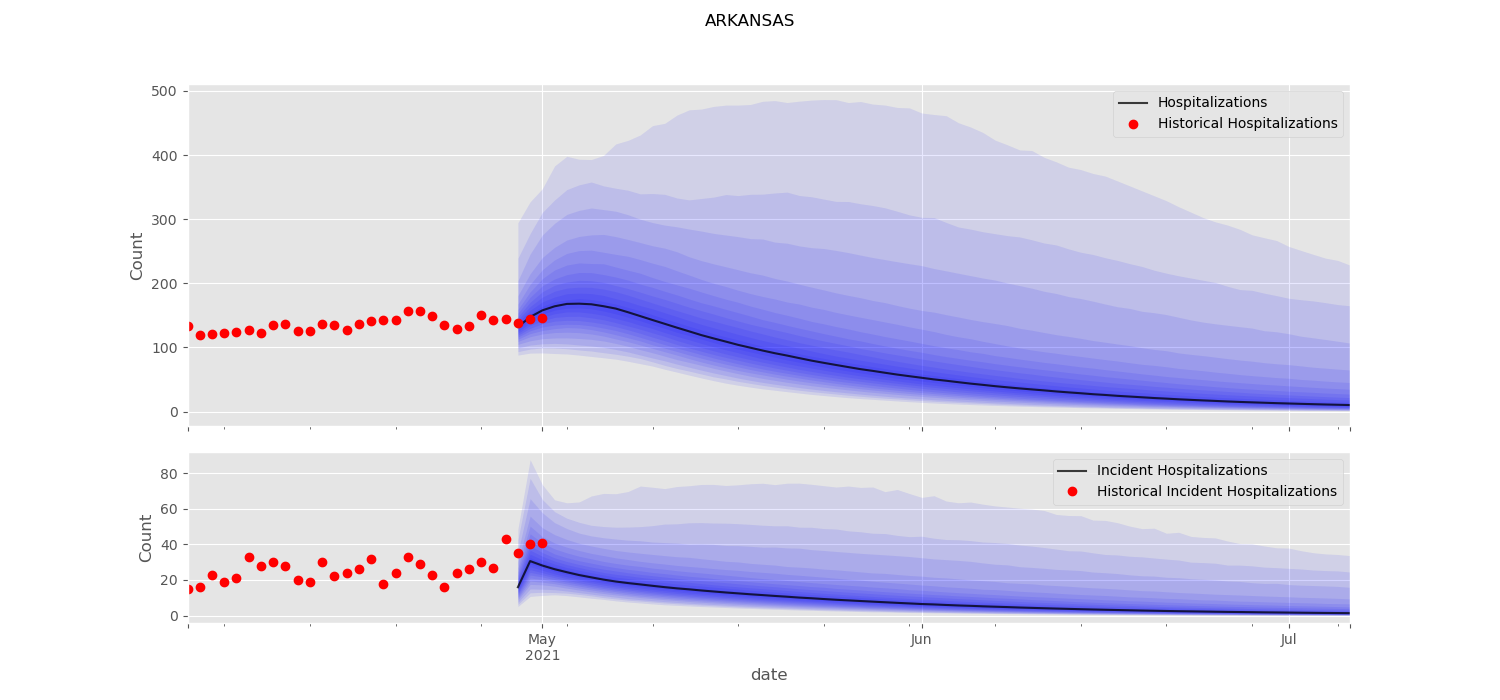 ARKANSAS
500
400
300
200
100
0
Count
Hospitalizations
Historical Hospitalizations
80
60
40
20
0
Count
Incident Hospitalizations
Historical Incident Hospitalizations
May
2021
Jun
Jul
date